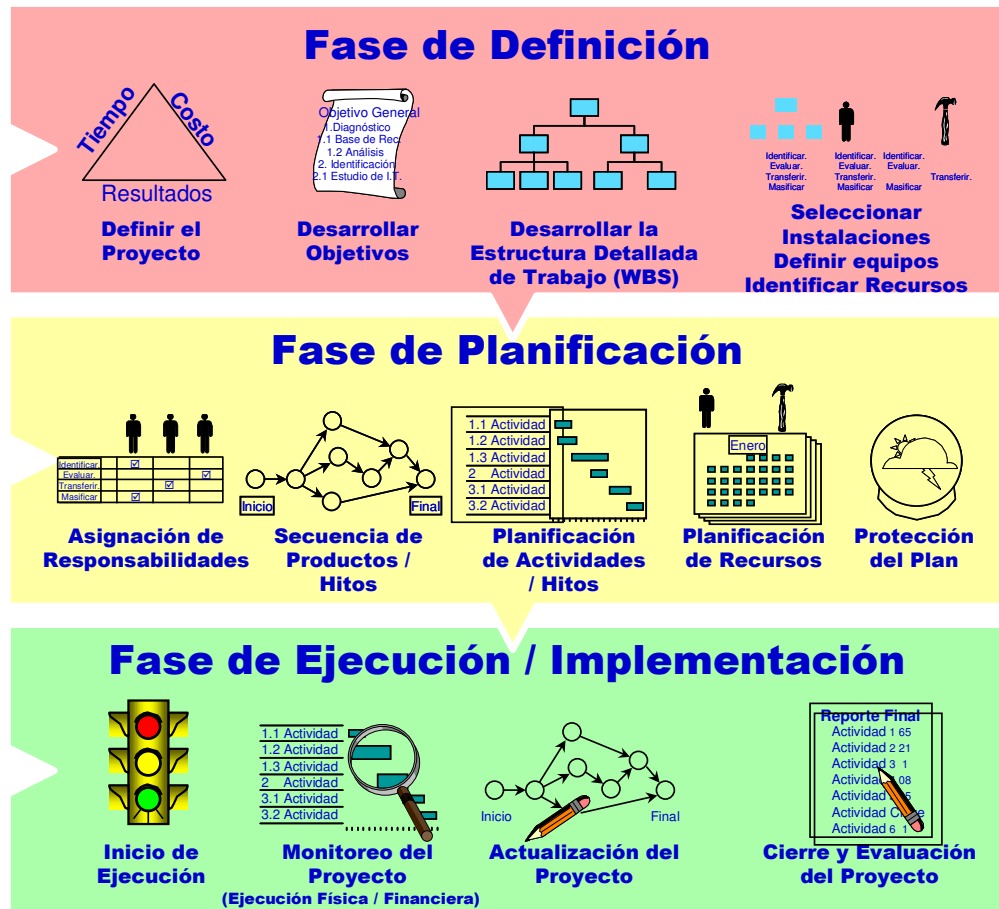 Fase de Definición
Tiempo
Costo
Resultados
Definir el
Proyecto
Objetivo General
1.Diagnóstico
1.1 Base de Rec.
1.2 Análisis
2. Identificación
2.1 Estudio de I.T.
Desarrollar
Objetivos
Desarrollar la
Estructura Detallada
de Trabajo (WBS)
Identificar. Identificar. Identificar.
Evaluar. Evaluar. Evaluar.
Transferir. Transferir. Transferir.
Masificar Masificar Masificar
Seleccionar
Instalaciones
Definir equipos
Identificar Recursos
Fase de Planificación
Identificar.
Evaluar.
Transferir.
Masificar
Asignación de
Responsabilidades
Inicio
Final
Secuencia de
Productos /
Hitos
1.1 Actividad
1.2 Actividad
1.3 Actividad
2 Actividad
3.1 Actividad
3.2 Actividad
Planificación
de Actividades
/ Hitos
Enero
Planificación
de Recursos
Protección
del Plan
Fase de Ejecución / Implementación
Inicio de
Ejecución
1.1 Actividad
1.2 Actividad
1.3 Actividad
2 Actividad
3.1 Actividad
3.2 Actividad
Monitoreo del
Proyecto
(Ejecución Física / Financiera)
Inicio
Final
Actualización del
Proyecto
Reporte Final
Actividad 1 65
Actividad 2 21
Actividad 3 1
Actividad 08
Actividad
Actividad
Actividad 6 1
Cierre y Evaluación
del Proyecto